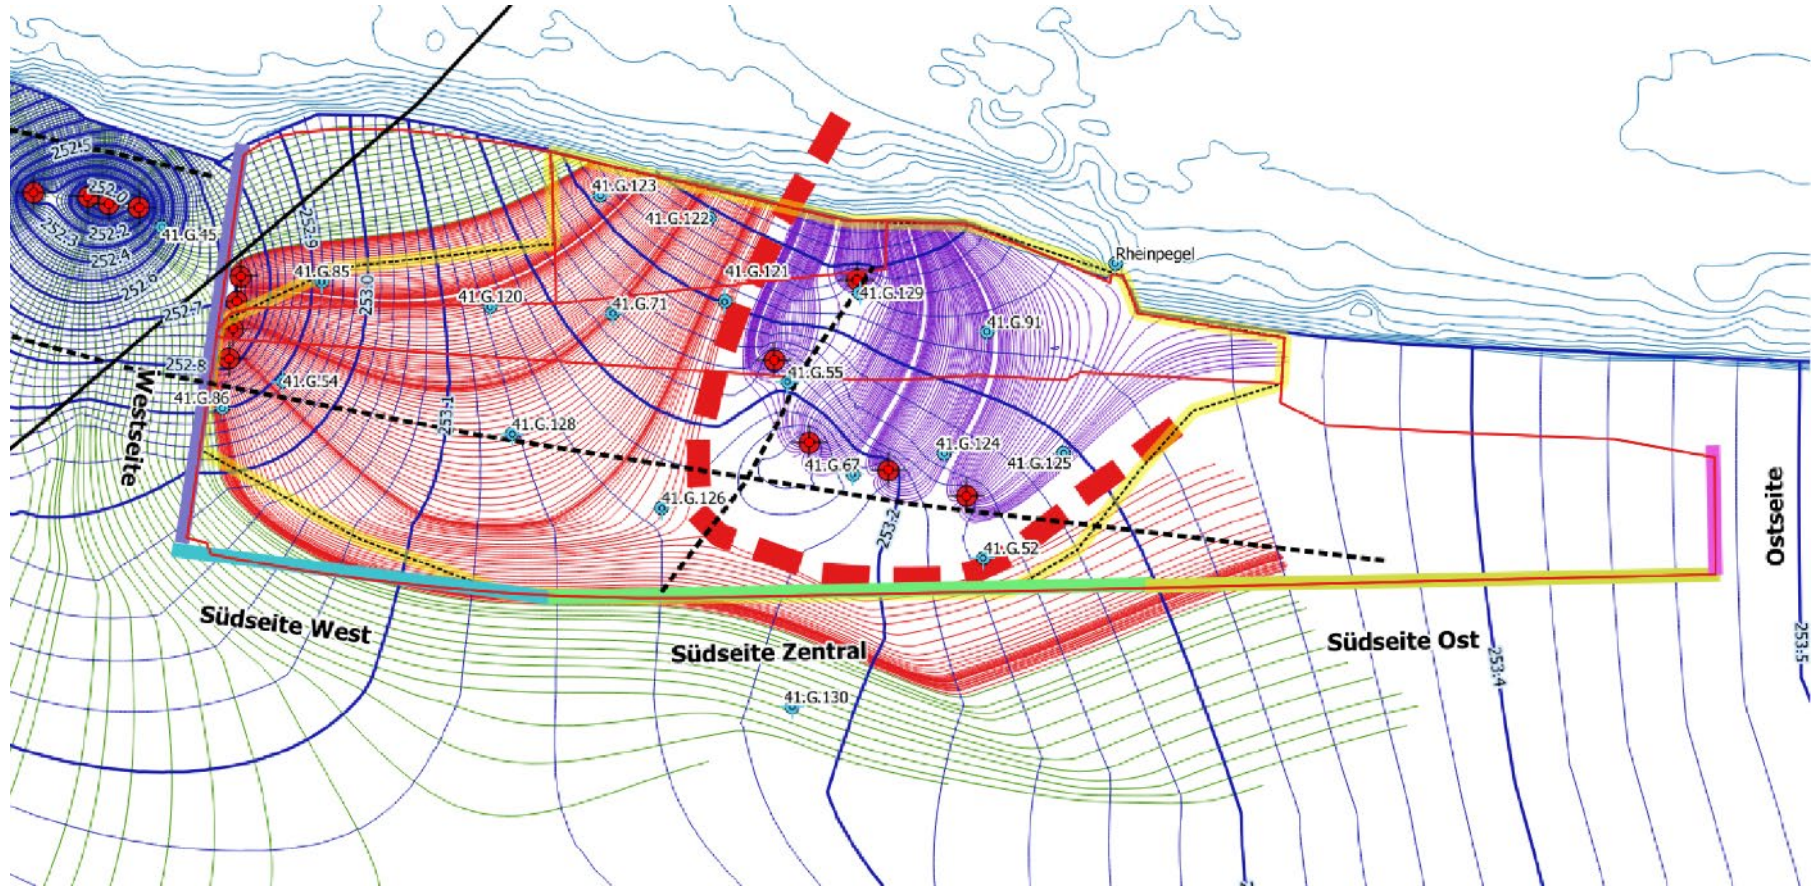 252.5
252.0
252.2
252.3
252.4
252.6
252.7
252.8
41.G.45
252.9
253.0
253.1
41.G.123
41.G.122
41.G.85
41.G.120
41.G.71
41.G.121
41.G.129
Rheinpegel
41.G.91
41.G.54
41.G.86
41.G.55
41.G.128
41.G.124
41.G.125
41.G.67
41.G.126
253.2
41.G.52
Westseite
Ostseite
Südseite West
Südseite Zentral
Südseite Ost
253.4
253.5
41.G.130